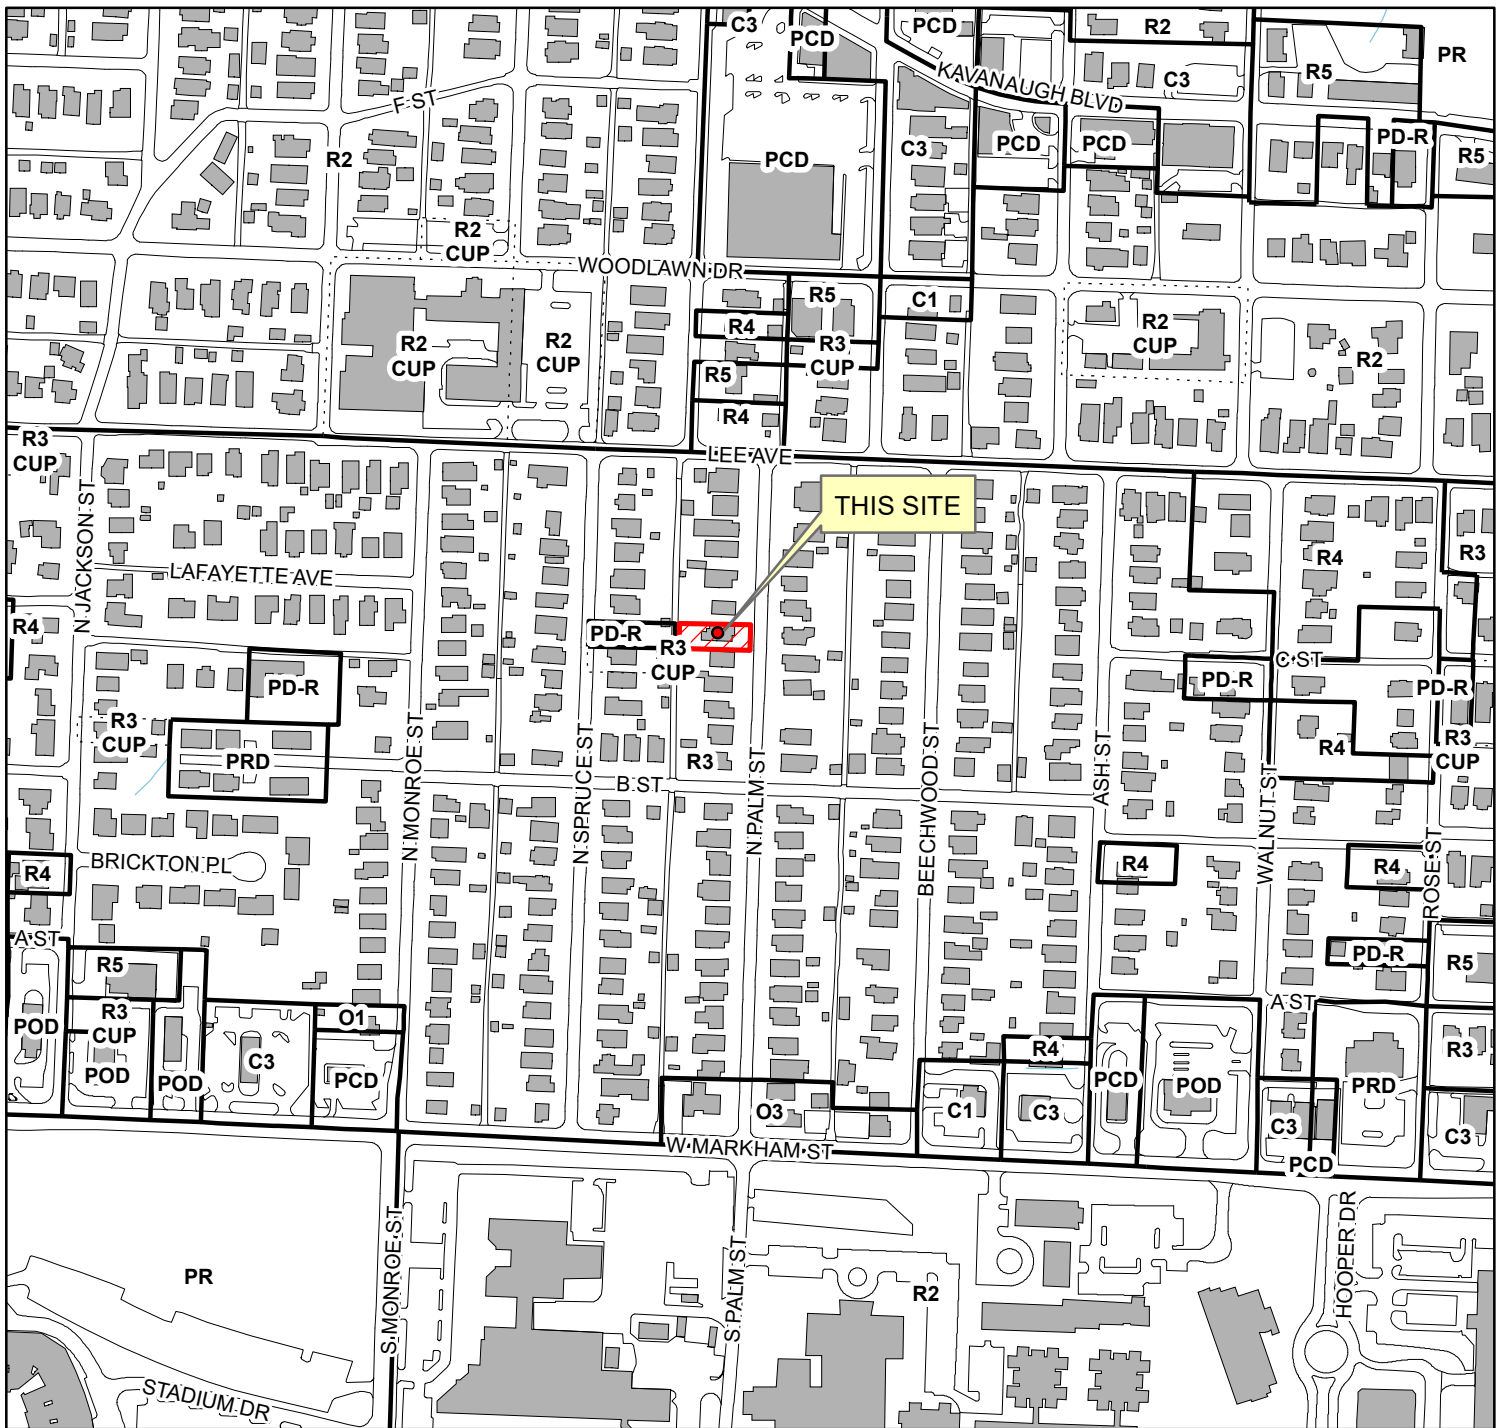 C3
PCD
PCD
R2
PR
KAVANAUGH BLVD
C3
R5
F ST
R2
PCD
C3
PCD
PCD
PD-R
R5
R2
CUP
WOODLAWN DR
R5
C1
R4
R3
CUP
R2
CUP
R2
CUP
R2
CUP
R2
R5
R4
R3
CUP
LEE AVE
THIS SITE
N JACKSON ST
LAFAYETTE AVE
R4
R3
R4
PD-R
R3
CUP
C ST
PD-R
PD-R
PD-R
R3
CUP
PRD
R3
R4
R3
CUP
N MONROE ST
N SPRUCE ST
B ST
N PALM ST
BEECHWOOD ST
ASH ST
WALNUT ST
ROSE ST
BRICKTON PL
R4
R4
R4
A ST
PD-R
R5
R5
R3
CUP
O1
A ST
POD
POD
POD
C3
PCD
R4
R3
PCD
POD
PRD
O3
C1
C3
C3
C3
PCD
W MARKHAM ST
S MONROE ST
S PALM ST
HOOPER DR
PR
R2
STADIUM DR